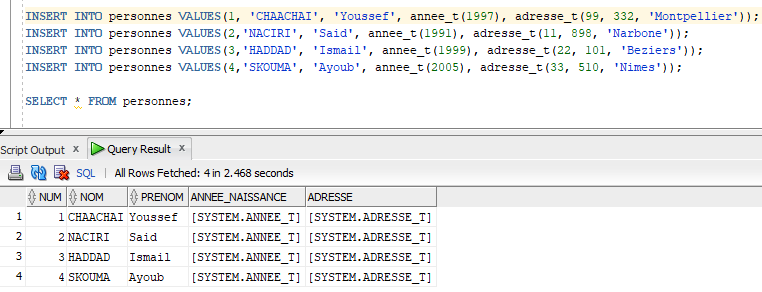 INSERT INTO personnes VALUES(1, 'CHAACHAI', 'Youssef', annee_t(1997), adresse_t(99, 332, 'Montpellier'));
INSERT INTO personnes VALUES(2,'NACIRI', 'Said', annee_t(1991), adresse_t(11, 898, 'Narbone'));
INSERT INTO personnes VALUES(3,'HADDAD', 'Ismail', annee_t(1999), adresse_t(22, 101, 'Beziers'));
INSERT INTO personnes VALUES(4,'SKOUMA', 'Ayoub', annee_t(2005), adresse_t(33, 510, 'Nimes'));
SELECT * FROM personnes;
Script Output x Query Result x
SQL All Rows Fetched: 4 in 2.468 seconds
NUM NOM PRENOM ANNEE_NAISSANCE ADRESSE
1 1 CHAACHAI Youssef [SYSTEM.ANNEE_T] [SYSTEM.ADRESSE_T]
2 2 NACIRI Said [SYSTEM.ANNEE_T] [SYSTEM.ADRESSE_T]
3 3 HADDAD Ismail [SYSTEM.ANNEE_T] [SYSTEM.ADRESSE_T]
4 4 SKOUMA Ayoub [SYSTEM.ANNEE_T] [SYSTEM.ADRESSE_T]